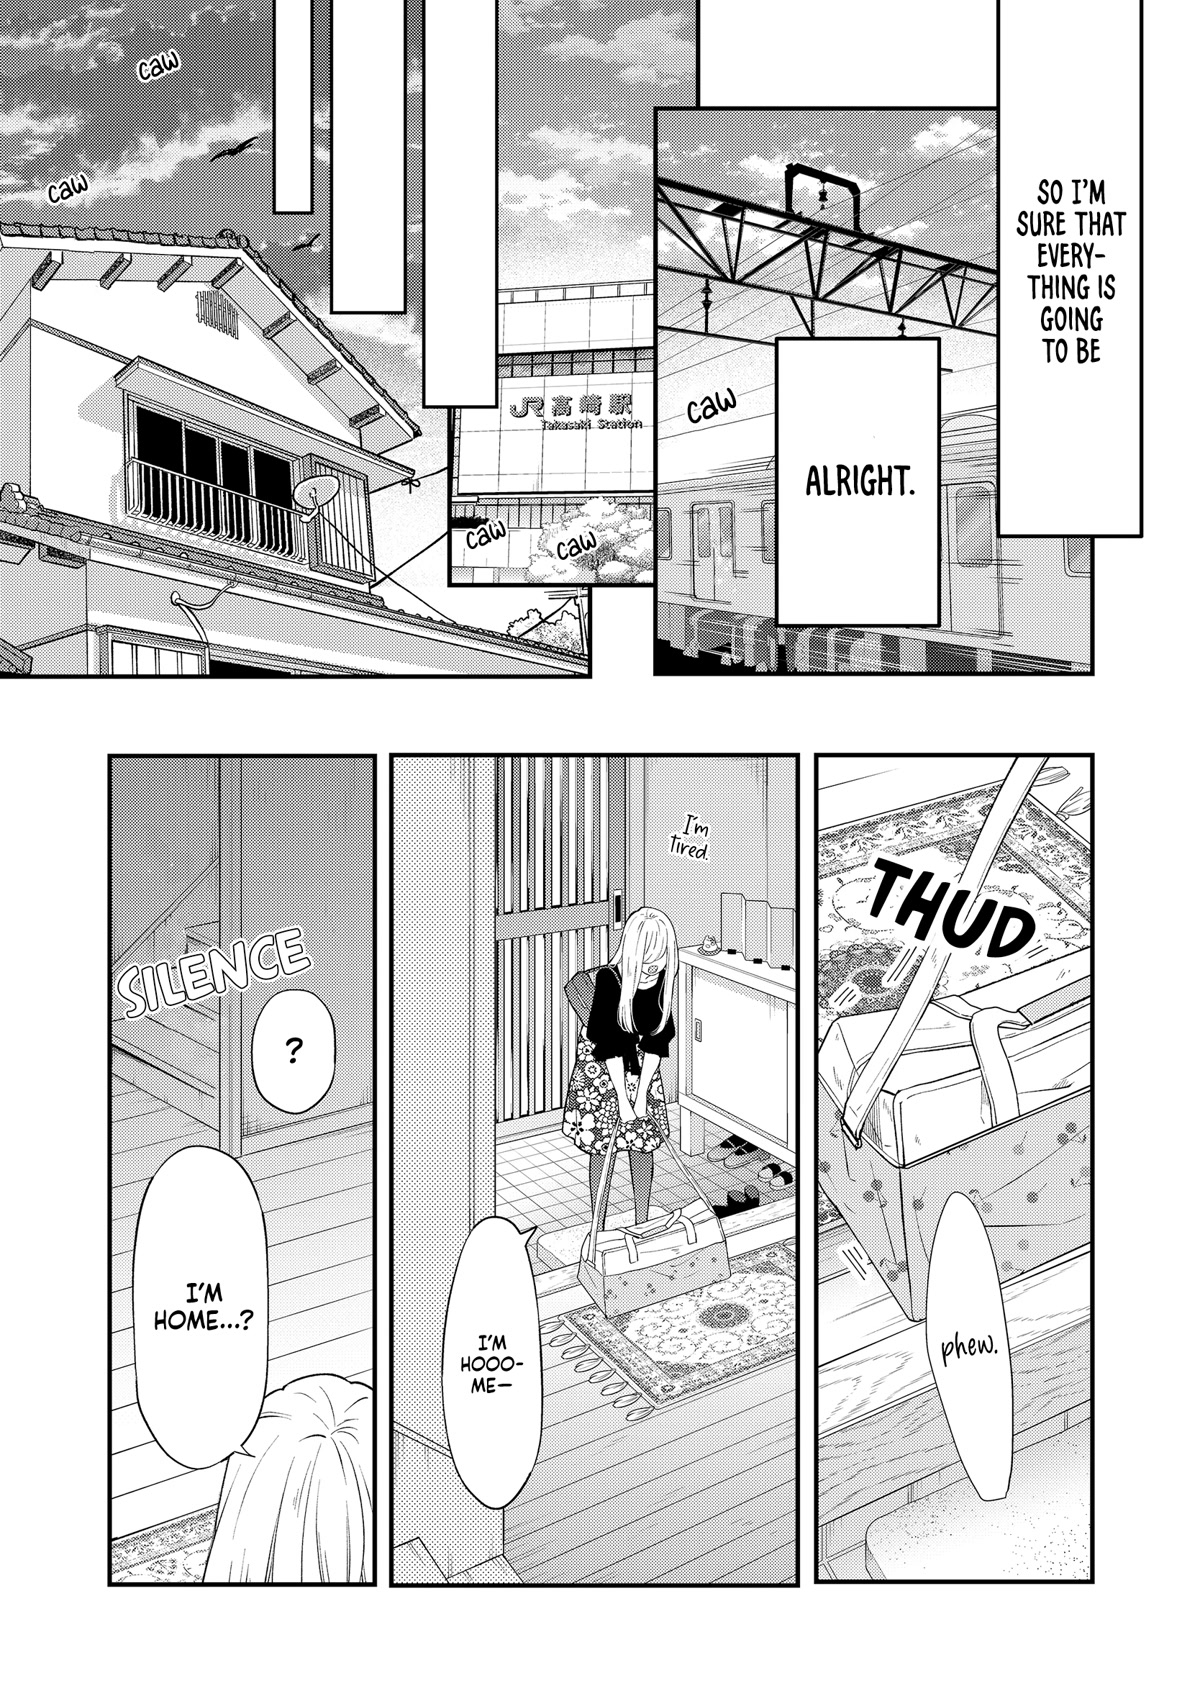 SO I'M
SURE THAT
EVERY-
THING IS
GOING
TO BE
ALRIGHT.
caw
JR高崎駅
Takasaki Station
caw
caw
caw
caw
THUD
phew.
I'm
tired.
I'M
HOOO-
ME—
SILENCE
?
I'M
HOME...?